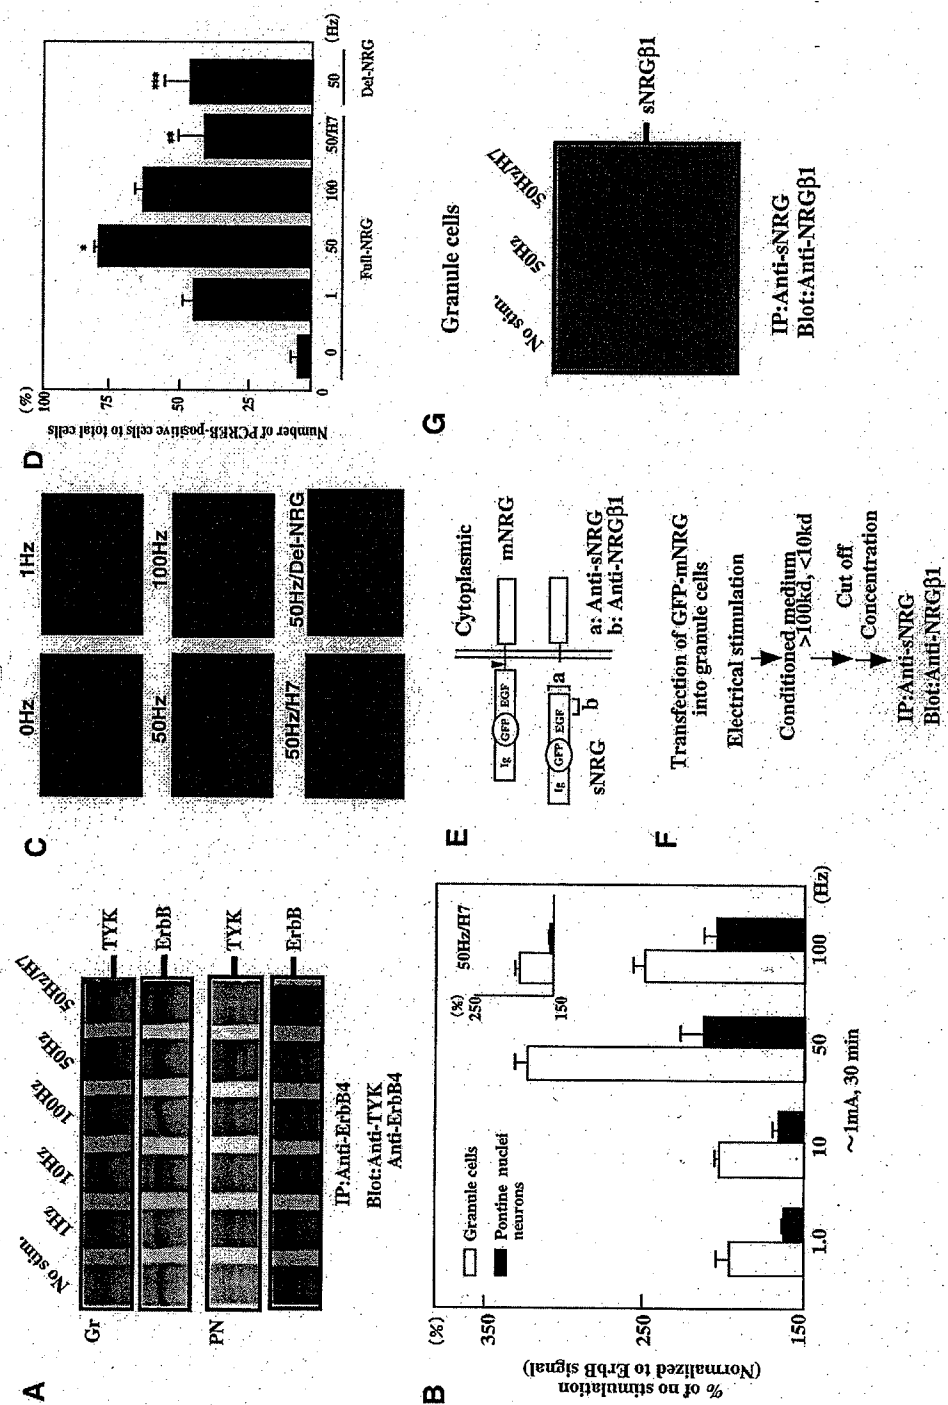 A
No stim. 1Hz 10Hz 100Hz 50Hz 50Hz/H7
Gr
TYK
ErbB
PN
TYK
ErbB
IP:Anti-ErbB4
Blot:Anti-TYK
Anti-ErbB4
B
% of no stimulation
(Normalized to ErbB signal)
(%)
350
250
150
Granule cells
Pontine nuclei
neurons
50Hz/H7
(%)
250
150
1.0 10 50 100 (Hz)
~1mA, 30 min
C
0Hz 1Hz
50Hz 100Hz
50Hz/H7 50Hz/Del-NRG
D
Number of PCREB-positive cells to total cells
(%)
100
75
50
25
0
* ** ***
0 1 50 100 50/H7 50 (Hz)
Full-NRG Del-NRG
E
Cytoplasmic
Ig GFP EGF
mNRG
Ig GFP EGF
a
b
sNRG
a: Anti-sNRG
b: Anti-NRGβ1
F
Transfection of GFP-mNRG
into granule cells
Electrical stimulation
Conditioned medium
>100kd, <10kd
Cut off
Concentration
IP:Anti-sNRG
Blot:Anti-NRGβ1
G
Granule cells
No stim. 50Hz 50Hz/H7
sNRGβ1
IP:Anti-sNRG
Blot:Anti-NRGβ1